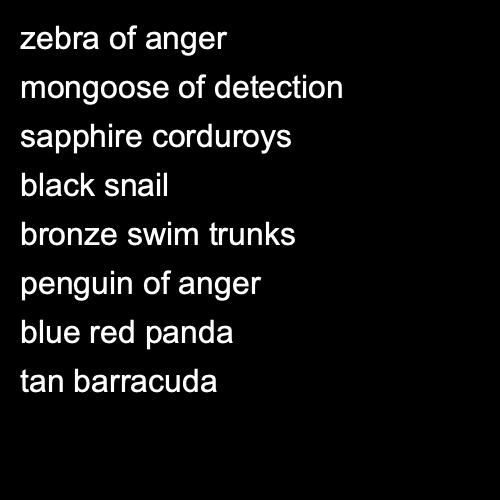 zebra of anger
mongoose of detection
sapphire corduroys
black snail
bronze swim trunks
penguin of anger
blue red panda
tan barracuda